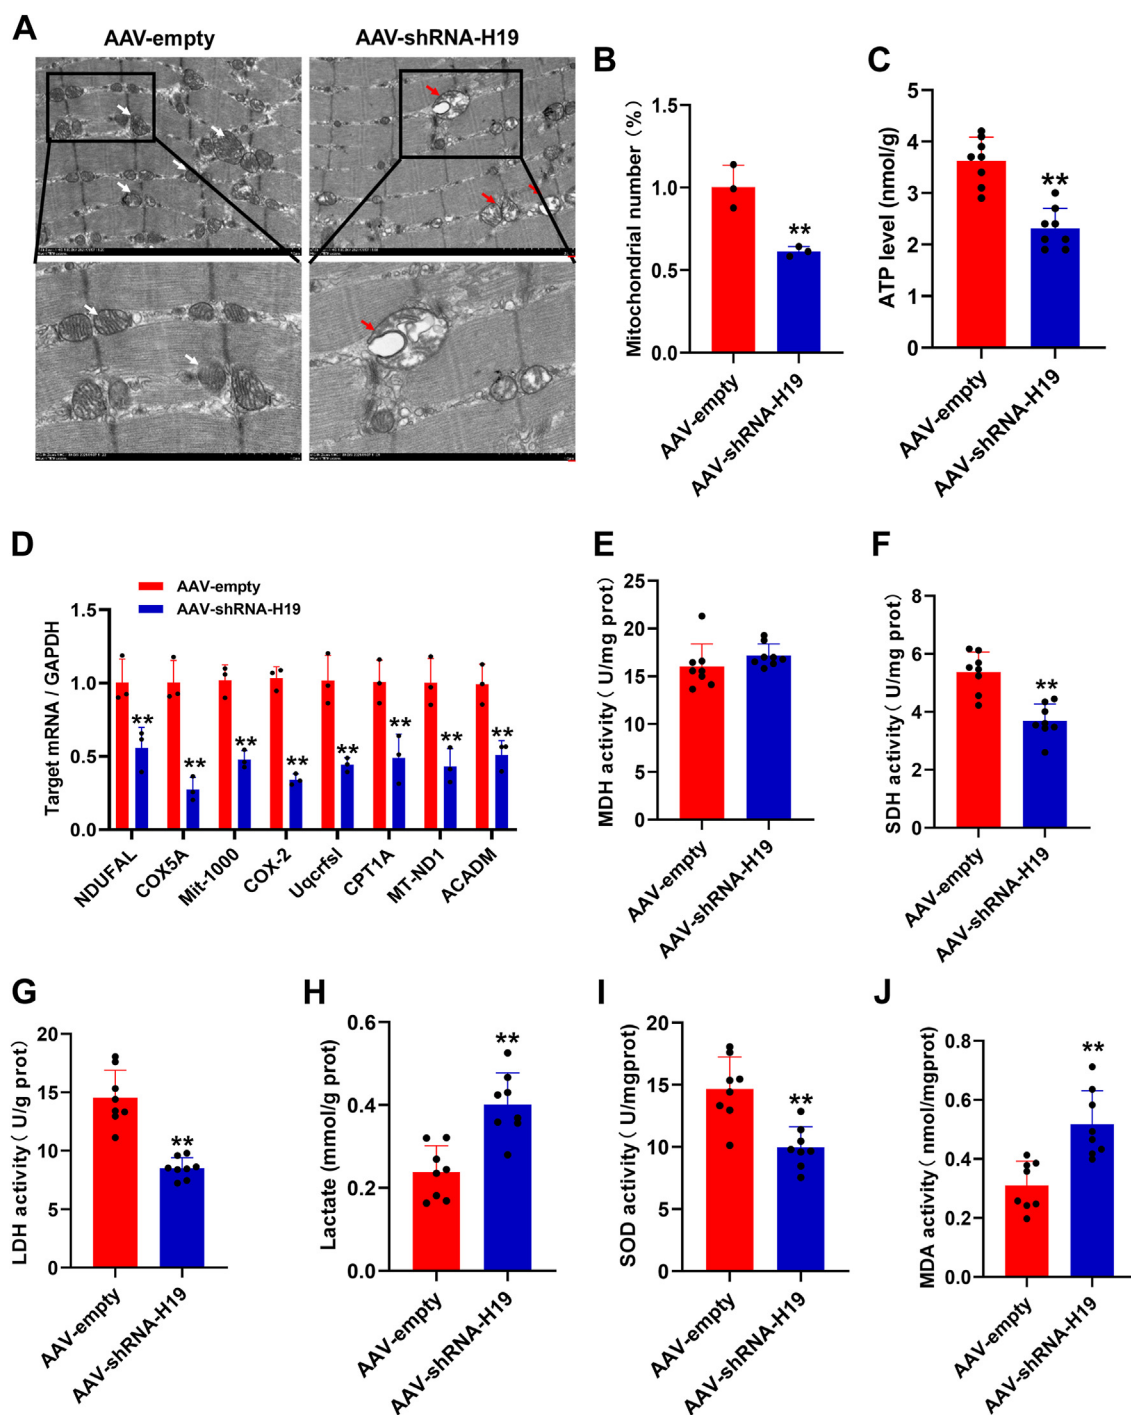 A
AAV-empty
AAV-shRNA-H19
B
Mitochondrial number (%)
1.5
1.0
0.5
0.0
**
AAV-empty
AAV-shRNA-H19
C
ATP level (nmol/g)
5
4
3
2
1
0
**
AAV-empty
AAV-shRNA-H19
D
AAV-empty
AAV-shRNA-H19
Target mRNA / GAPDH
1.5
1.0
0.5
0.0
**
**
**
**
**
**
**
**
NDUFAL
COX5A
Mit-1000
COX-2
Uqcrfsl
CPT1A
MT-ND1
ACADM
E
MDH activity ( U/mg prot)
25
20
15
10
5
0
AAV-empty
AAV-shRNA-H19
F
SDH activity ( U/mg prot)
8
6
4
2
0
**
AAV-empty
AAV-shRNA-H19
G
LDH activity ( U/g prot)
20
15
10
5
0
**
AAV-empty
AAV-shRNA-H19
H
Lactate (mmol/g prot)
0.6
0.4
0.2
0.0
**
AAV-empty
AAV-shRNA-H19
I
SOD activity ( U/mgprot)
20
15
10
5
0
**
AAV-empty
AAV-shRNA-H19
J
MDA activity ( nmol/mgprot)
0.8
0.6
0.4
0.2
0.0
**
AAV-empty
AAV-shRNA-H19